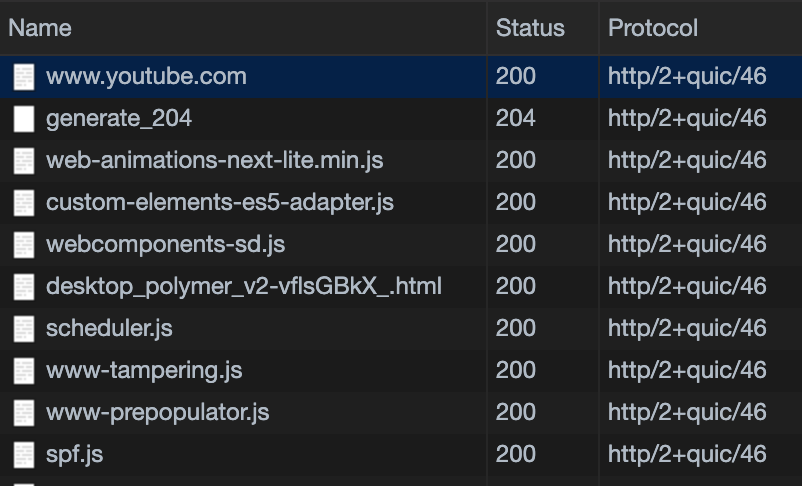 Name Status Protocol
www.youtube.com 200 http/2+quic/46
generate_204 204 http/2+quic/46
web-animations-next-lite.min.js 200 http/2+quic/46
custom-elements-es5-adapter.js 200 http/2+quic/46
webcomponents-sd.js 200 http/2+quic/46
desktop_polymer_v2-vflsGBkX_.html 200 http/2+quic/46
scheduler.js 200 http/2+quic/46
www-tampering.js 200 http/2+quic/46
www-prepopulator.js 200 http/2+quic/46
spf.js 200 http/2+quic/46